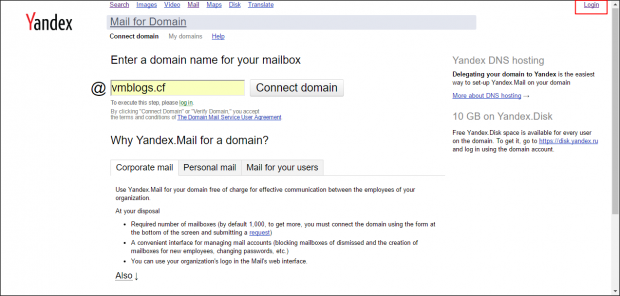 Search Images Video Mail Maps Disk Translate
Login
Yandex
Mail for Domain
Connect domain My domains Help
Enter a domain name for your mailbox
@ vmblogs.cf Connect domain
To execute this step, please log in.
By clicking "Connect Domain" or "Verify Domain," you accept
the terms and conditions of The Domain Mail Service User Agreement
Why Yandex.Mail for a domain?
Corporate mail Personal mail Mail for your users
Use Yandex.Mail for your domain free of charge for effective communication between the employees of your
organization.
At your disposal
• Required number of mailboxes (by default 1,000, to get more, you must connect the domain using the form at
the bottom of the screen and submitting a request)
• A convenient interface for managing mail accounts (blocking mailboxes of dismissed and the creation of
mailboxes for new employees, changing passwords, etc.)
• You can use your organization's logo in the Mail's web interface.
Also ↓
Yandex DNS hosting
Delegating your domain to Yandex is the easiest
way to set-up Yandex.Mail on your domain
More about DNS hosting →
10 GB on Yandex.Disk
Free Yandex.Disk space is available for every user
on the domain. To get it, go to https://disk.yandex.ru
and log in using the domain account.